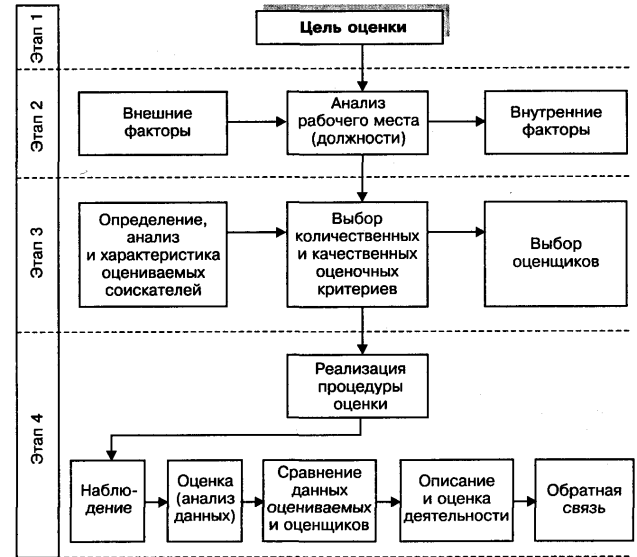 Этап 1
Цель оценки
Этап 2
Внешние
факторы
Анализ
рабочего места
(должности)
Внутренние
факторы
Этап 3
Определение,
анализ
и характеристика
оцениваемых
соискателей
Выбор
количественных
и качественных
оценочных
критериев
Выбор
оценщиков
Этап 4
Реализация
процедуры
оценки
Наблю-
дение
Оценка
(анализ
данных)
Сравнение
данных
оцениваемых
и оценщиков
Описание
и оценка
деятельности
Обратная
связь